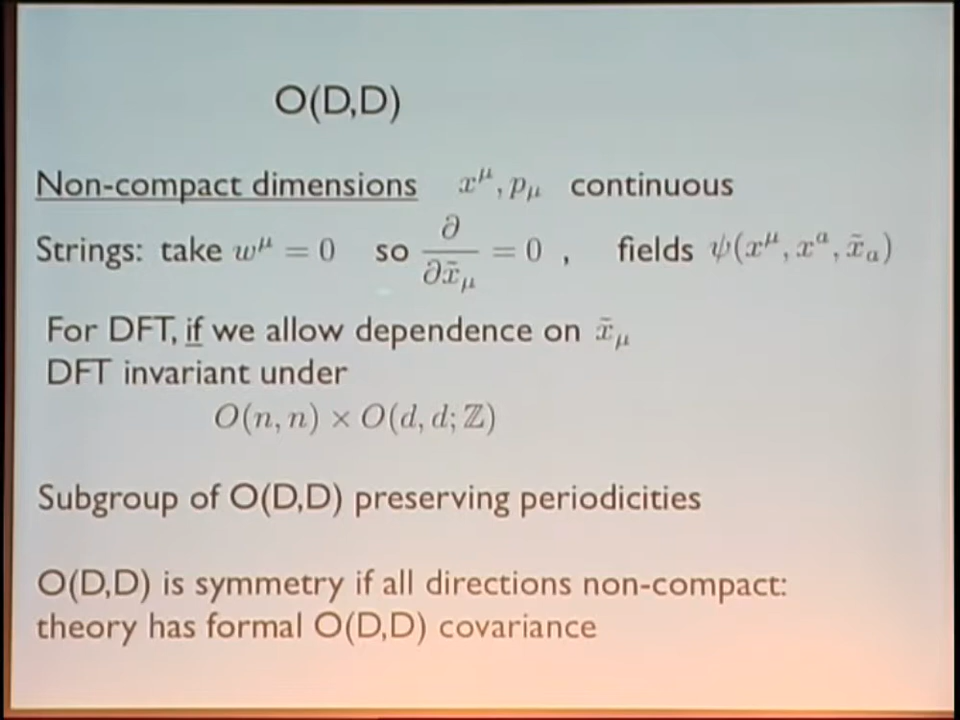 O(D,D)
Non-compact dimensions x^μ, p_μ continuous
Strings: take w^μ = 0 so ∂/∂x̃_μ = 0 , fields ψ(x^μ, x^a, x̃_a)
For DFT, if we allow dependence on x̃_μ
DFT invariant under
O(n, n) × O(d, d; ℤ)
Subgroup of O(D,D) preserving periodicities
O(D,D) is symmetry if all directions non-compact:
theory has formal O(D,D) covariance